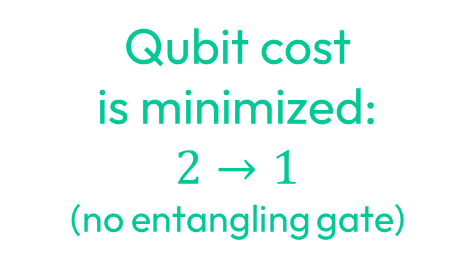 Qubit cost
is minimized:
2 → 1
(no entangling gate)